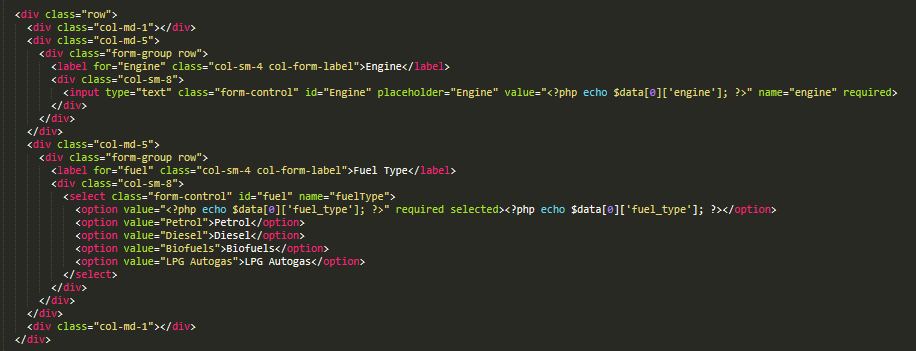 <div class="row">
<div class="col-md-1"></div>
<div class="col-md-5">
<div class="form-group row">
<label for="Engine" class="col-sm-4 col-form-label">Engine</label>
<div class="col-sm-8">
<input type="text" class="form-control" id="Engine" placeholder="Engine" value="<?php echo $data[0]['engine']; ?>" name="engine" required>
</div>
</div>
</div>
<div class="col-md-5">
<div class="form-group row">
<label for="fuel" class="col-sm-4 col-form-label">Fuel Type</label>
<div class="col-sm-8">
<select class="form-control" id="fuel" name="fuelType">
<option value="<?php echo $data[0]['fuel_type']; ?>" required selected><?php echo $data[0]['fuel_type']; ?></option>
<option value="Petrol">Petrol</option>
<option value="Diesel">Diesel</option>
<option value="Biofuels">Biofuels</option>
<option value="LPG Autogas">LPG Autogas</option>
</select>
</div>
</div>
</div>
<div class="col-md-1"></div>
</div>